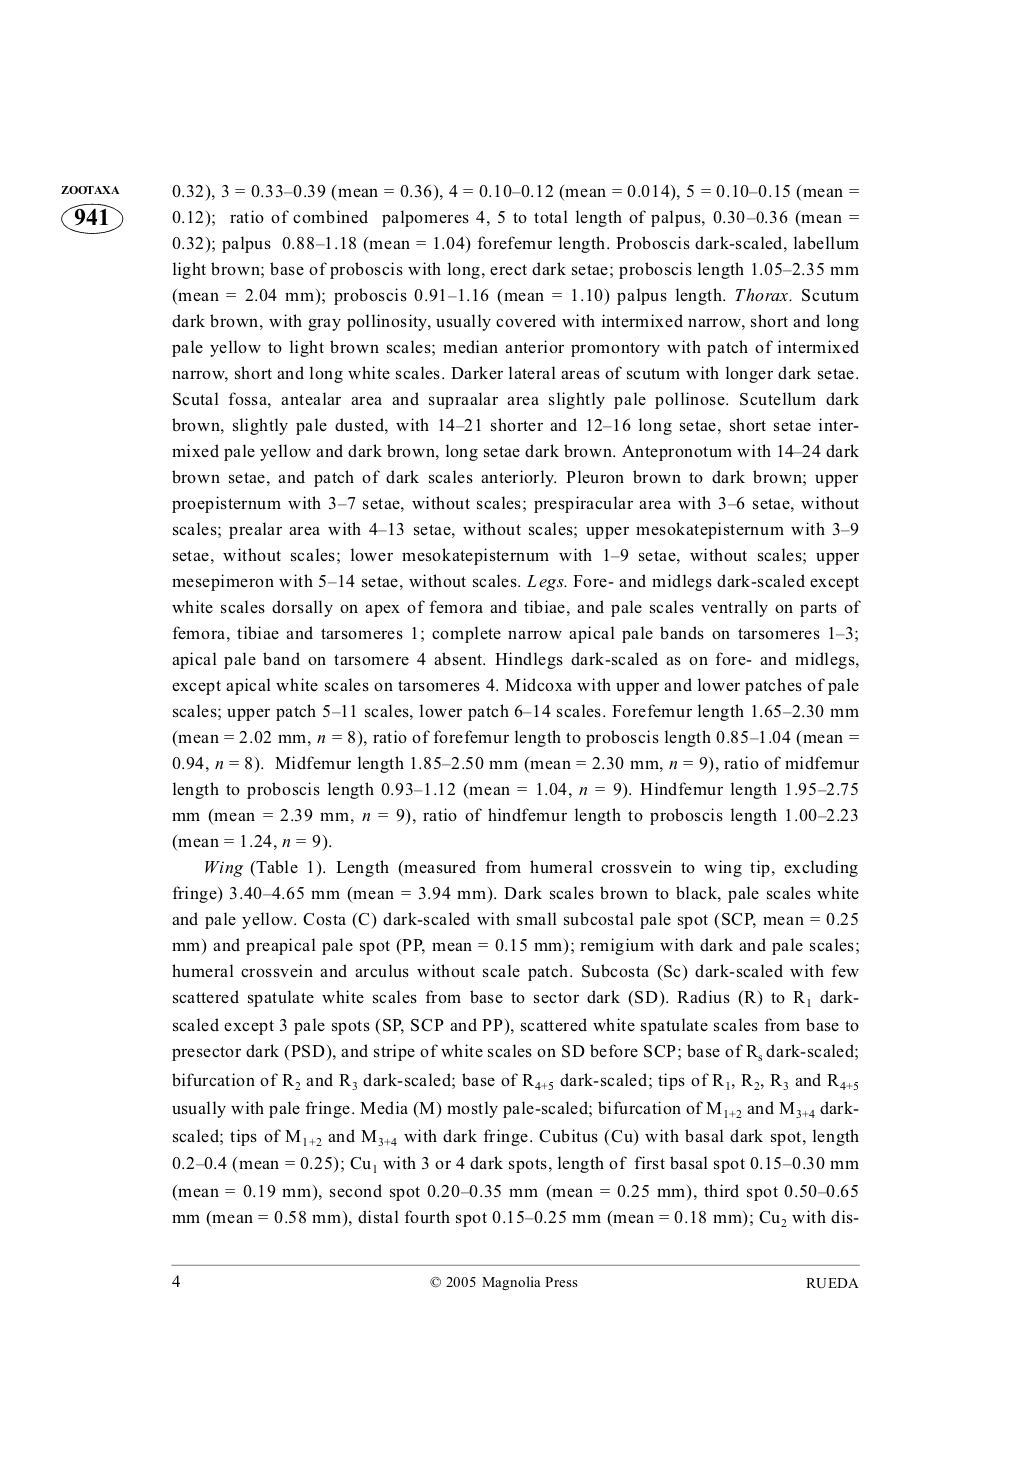 ZOOTAXA
941
0.32), 3 = 0.33–0.39 (mean = 0.36), 4 = 0.10–0.12 (mean = 0.014), 5 = 0.10–0.15 (mean =
0.12); ratio of combined palpomeres 4, 5 to total length of palpus, 0.30–0.36 (mean =
0.32); palpus 0.88–1.18 (mean = 1.04) forefemur length. Proboscis dark-scaled, labellum
light brown; base of proboscis with long, erect dark setae; proboscis length 1.05–2.35 mm
(mean = 2.04 mm); proboscis 0.91–1.16 (mean = 1.10) palpus length. Thorax. Scutum
dark brown, with gray pollinosity, usually covered with intermixed narrow, short and long
pale yellow to light brown scales; median anterior promontory with patch of intermixed
narrow, short and long white scales. Darker lateral areas of scutum with longer dark setae.
Scutal fossa, antealar area and supraalar area slightly pale pollinose. Scutellum dark
brown, slightly pale dusted, with 14–21 shorter and 12–16 long setae, short setae inter-
mixed pale yellow and dark brown, long setae dark brown. Antepronotum with 14–24 dark
brown setae, and patch of dark scales anteriorly. Pleuron brown to dark brown; upper
proepisternum with 3–7 setae, without scales; prespiracular area with 3–6 setae, without
scales; prealar area with 4–13 setae, without scales; upper mesokatepisternum with 3–9
setae, without scales; lower mesokatepisternum with 1–9 setae, without scales; upper
mesepimeron with 5–14 setae, without scales. Legs. Fore- and midlegs dark-scaled except
white scales dorsally on apex of femora and tibiae, and pale scales ventrally on parts of
femora, tibiae and tarsomeres 1; complete narrow apical pale bands on tarsomeres 1–3;
apical pale band on tarsomere 4 absent. Hindlegs dark-scaled as on fore- and midlegs,
except apical white scales on tarsomeres 4. Midcoxa with upper and lower patches of pale
scales; upper patch 5–11 scales, lower patch 6–14 scales. Forefemur length 1.65–2.30 mm
(mean = 2.02 mm, n = 8), ratio of forefemur length to proboscis length 0.85–1.04 (mean =
0.94, n = 8). Midfemur length 1.85–2.50 mm (mean = 2.30 mm, n = 9), ratio of midfemur
length to proboscis length 0.93–1.12 (mean = 1.04, n = 9). Hindfemur length 1.95–2.75
mm (mean = 2.39 mm, n = 9), ratio of hindfemur length to proboscis length 1.00–2.23
(mean = 1.24, n = 9).
Wing (Table 1). Length (measured from humeral crossvein to wing tip, excluding
fringe) 3.40–4.65 mm (mean = 3.94 mm). Dark scales brown to black, pale scales white
and pale yellow. Costa (C) dark-scaled with small subcostal pale spot (SCP, mean = 0.25
mm) and preapical pale spot (PP, mean = 0.15 mm); remigium with dark and pale scales;
humeral crossvein and arculus without scale patch. Subcosta (Sc) dark-scaled with few
scattered spatulate white scales from base to sector dark (SD). Radius (R) to R1 dark-
scaled except 3 pale spots (SP, SCP and PP), scattered white spatulate scales from base to
presector dark (PSD), and stripe of white scales on SD before SCP; base of Rs dark-scaled;
bifurcation of R2 and R3 dark-scaled; base of R4+5 dark-scaled; tips of R1, R2, R3 and R4+5
usually with pale fringe. Media (M) mostly pale-scaled; bifurcation of M1+2 and M3+4 dark-
scaled; tips of M1+2 and M3+4 with dark fringe. Cubitus (Cu) with basal dark spot, length
0.2–0.4 (mean = 0.25); Cu1 with 3 or 4 dark spots, length of first basal spot 0.15–0.30 mm
(mean = 0.19 mm), second spot 0.20–0.35 mm (mean = 0.25 mm), third spot 0.50–0.65
mm (mean = 0.58 mm), distal fourth spot 0.15–0.25 mm (mean = 0.18 mm); Cu2 with dis-
4
© 2005 Magnolia Press
RUEDA